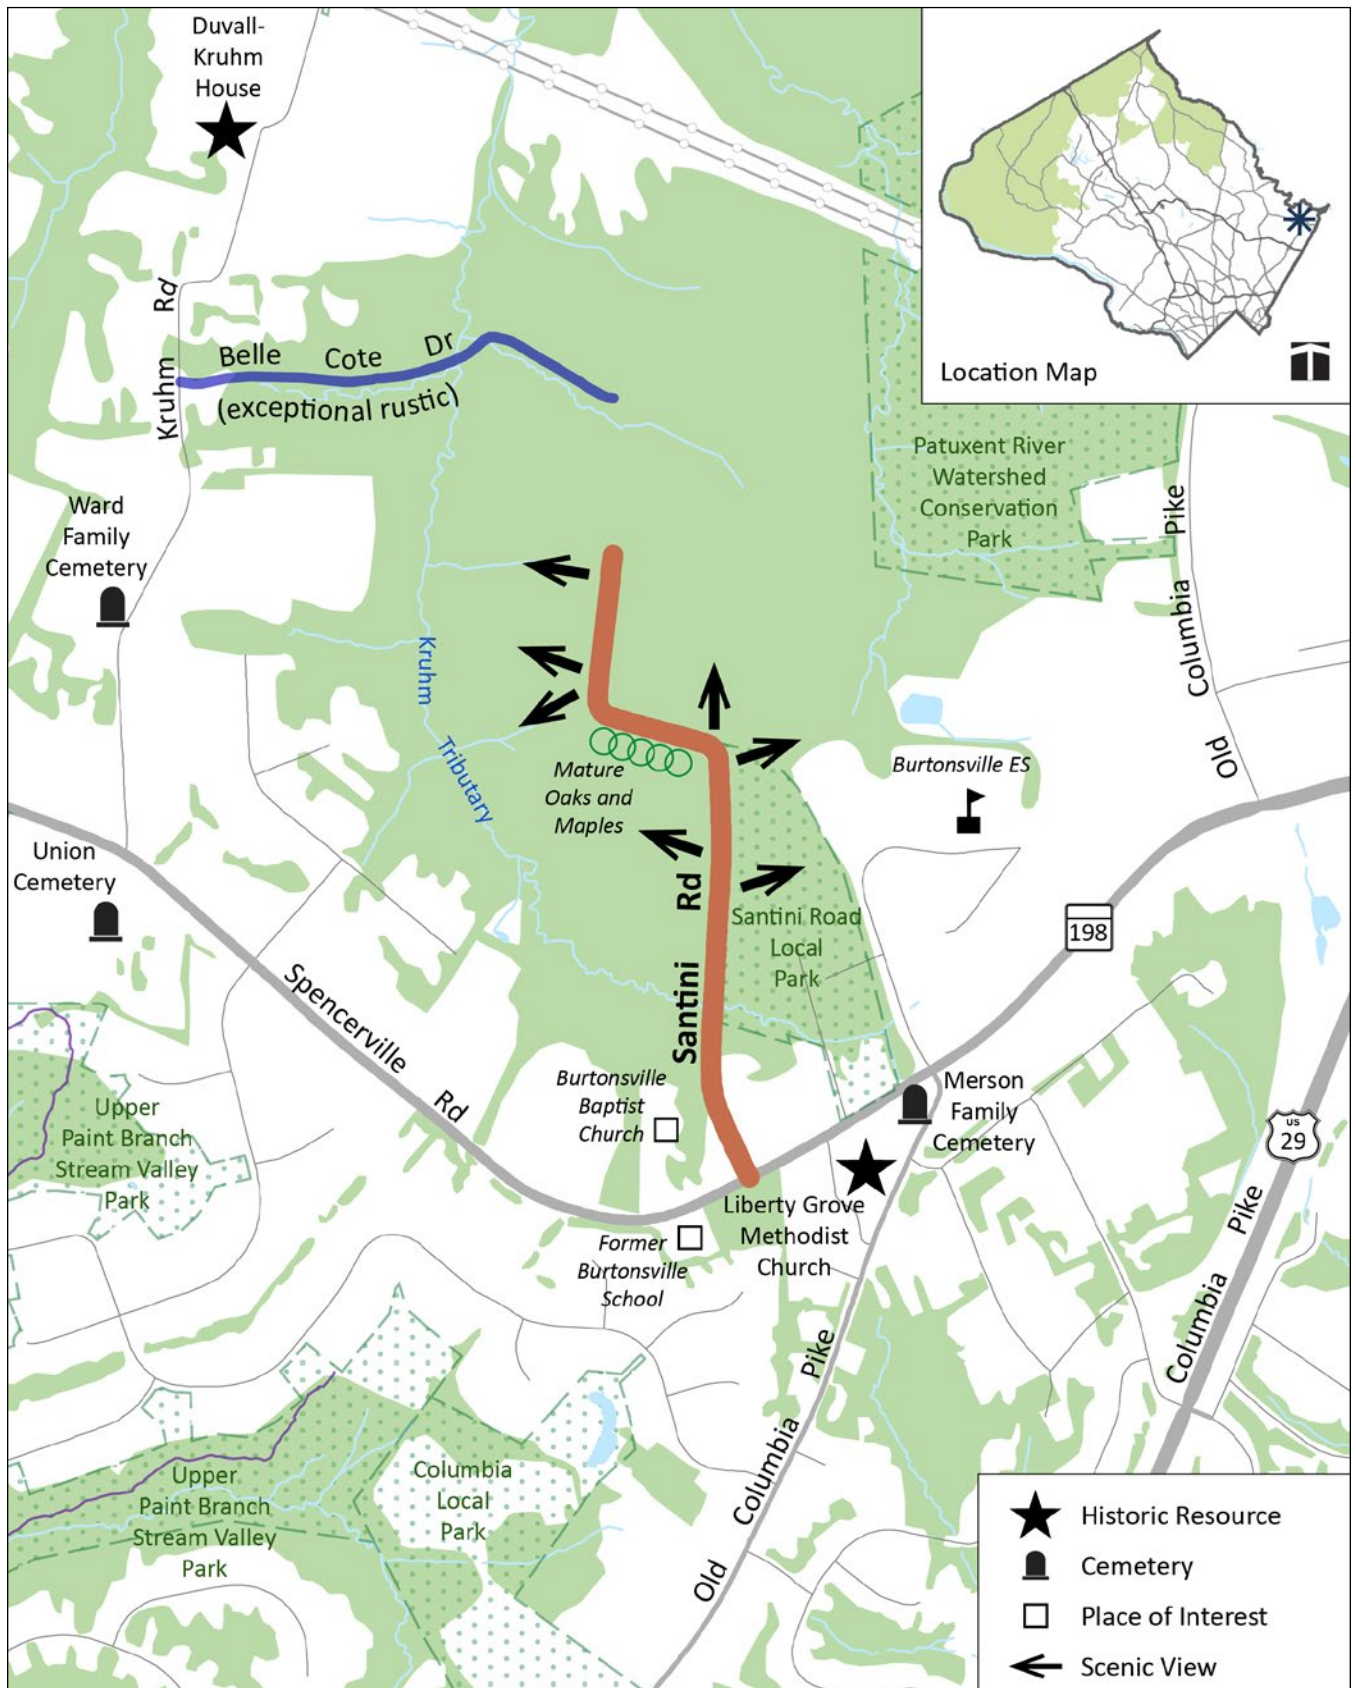 Duvall-
Kruhm
House
Location Map
Kruhm Rd
Belle Cote Dr
(exceptional rustic)
Patuxent River
Watershed
Conservation
Park
Ward
Family
Cemetery
Old Columbia Pike
Kruhm Tributary
Mature
Oaks and
Maples
Burtonsville ES
Union
Cemetery
Santini Rd
Santini Road
Local
Park
198
Spencerville Rd
Burtonsville
Baptist
Church
Merson
Family
Cemetery
Upper
Paint Branch
Stream Valley
Park
US
29
Liberty Grove
Methodist
Church
Former
Burtonsville
School
Columbia Pike
Old Columbia Pike
Upper
Paint Branch
Stream Valley
Park
Columbia
Local
Park
Historic Resource
Cemetery
Place of Interest
Scenic View